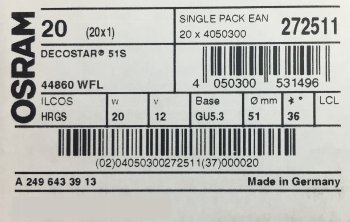 OSRAM
20 (20x1)
SINGLE PACK EAN
20 x 4050300
272511
DECOSTAR® 51S
44860 WFL
4 050300 531496
ILCOS W V Base Ø mm ∢° LCL
HRGS 20 12 GU5.3 51 36
(02)04050300272511(37)000020
A 249 643 39 13
Made in Germany